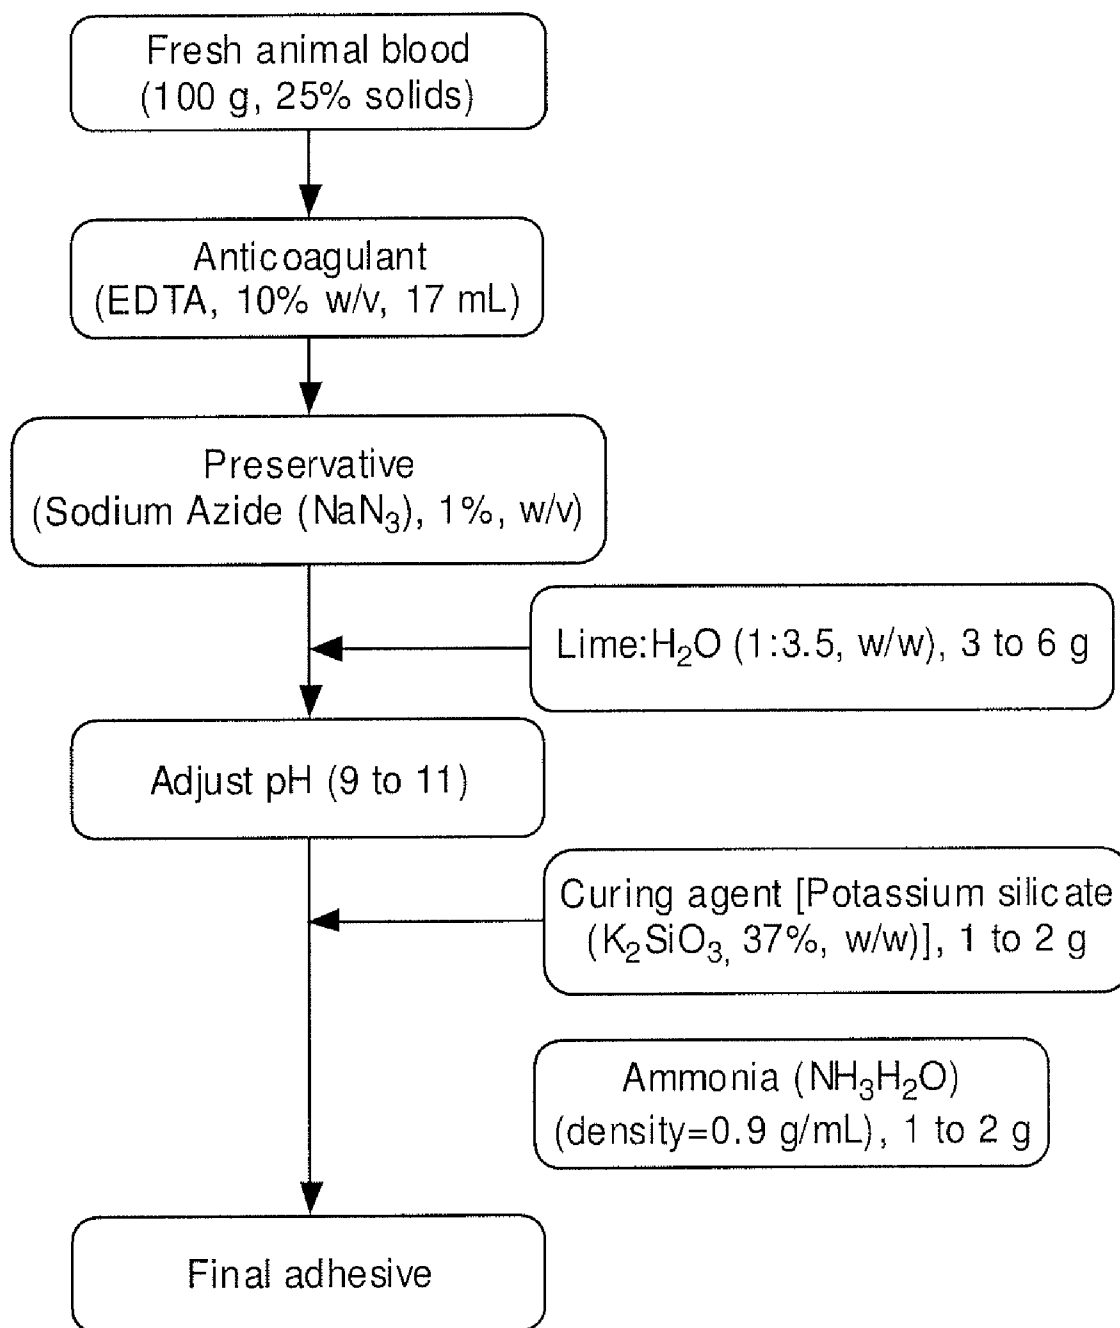 Fresh animal blood
(100 g, 25% solids)
Anticoagulant
(EDTA, 10% w/v, 17 mL)
Preservative
(Sodium Azide (NaN₃), 1%, w/v)
Lime:H₂O (1:3.5, w/w), 3 to 6 g
Adjust pH (9 to 11)
Curing agent [Potassium silicate
(K₂SiO₃, 37%, w/w)], 1 to 2 g
Ammonia (NH₃H₂O)
(density=0.9 g/mL), 1 to 2 g
Final adhesive